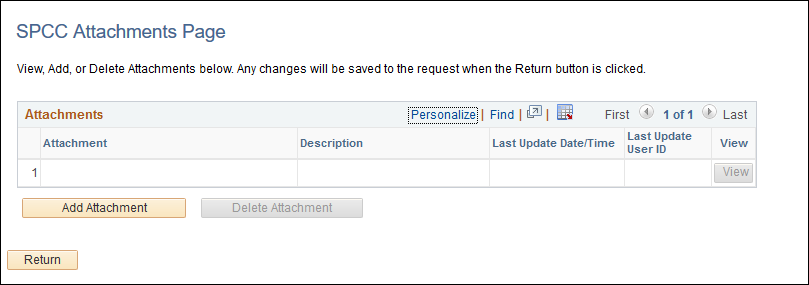 SPCC Attachments Page
View, Add, or Delete Attachments below. Any changes will be saved to the request when the Return button is clicked.
Attachments Personalize | Find | | First 1 of 1 Last
Attachment Description Last Update Date/Time Last Update User ID View
1 View
Add Attachment Delete Attachment
Return